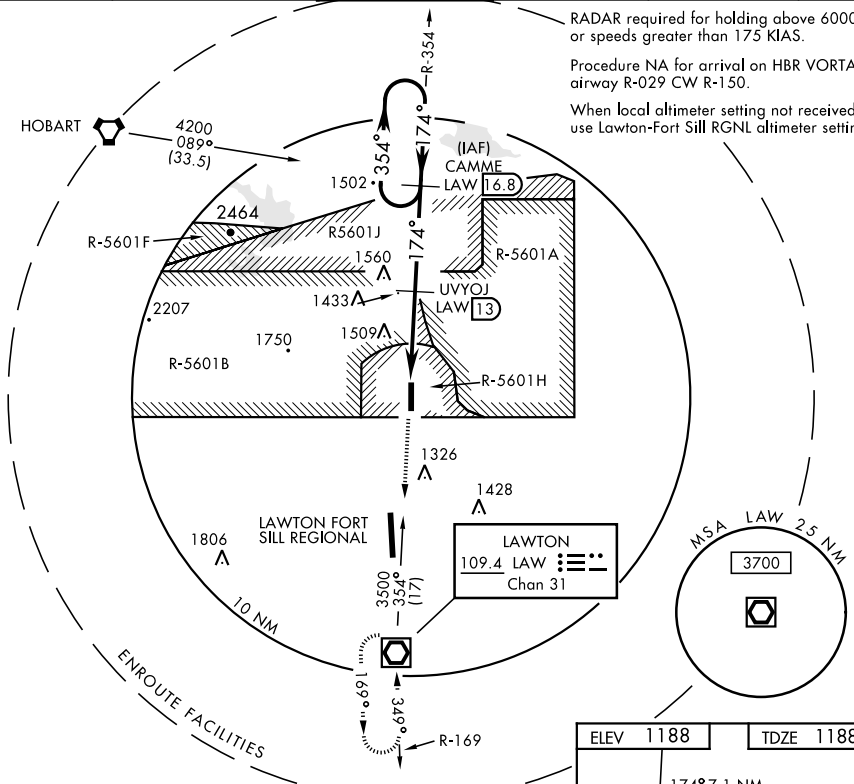 RADAR required for holding above 6000
or speeds greater than 175 KIAS.
Procedure NA for arrival on HBR VORTA
airway R-029 CW R-150.
When local altimeter setting not received
use Lawton-Fort Sill RGNL altimeter settin
R-354
HOBART
4200
089°
(33.5)
354°
174°
(IAF)
CAMME
LAW 16.8
1502
2464
R-5601F
R5601J
174°
R-5601A
1560
UVYOJ
LAW 13
1433
2207
1509
1750
R-5601B
R-5601H
1326
1428
LAWTON FORT
SILL REGIONAL
1806
LAWTON
109.4 LAW
Chan 31
3500
354°
(17)
10 NM
MSA LAW 25 NM
3700
169°
349°
R-169
ENROUTE FACILITIES
ELEV 1188
TDZE 1188
174° 7.1 NM